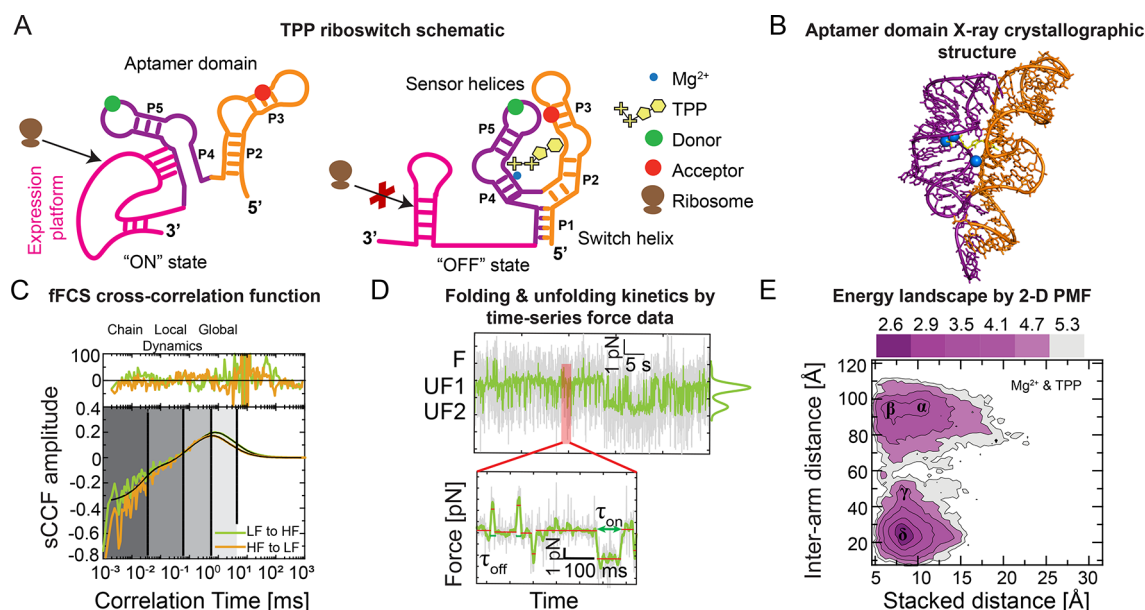 A
TPP riboswitch schematic
Aptamer domain
P5
P3
P4
P2
5’
Expression
platform
3’
“ON” state
Sensor helices
P3
P5
P2
P4
P1
3’
5’
Switch helix
“OFF” state
Mg²⁺
TPP
Donor
Acceptor
Ribosome
B
Aptamer domain X-ray crystallographic
structure
C
fFCS cross-correlation function
Chain Local Global
Dynamics
100
0
0.4
0.2
0
-0.2
-0.4
-0.6
-0.8
sCCF amplitude
LF to HF
HF to LF
10⁻³ 10⁻² 10⁻¹ 10⁰ 10¹ 10² 10³
Correlation Time [ms]
D
Folding & unfolding kinetics by
time-series force data
F
UF1
UF2
1 pN
5 s
Force [pN]
τon
τoff
1 pN
100 ms
Time
E
Energy landscape by 2-D PMF
2.6 2.9 3.5 4.1 4.7 5.3
Mg²⁺ & TPP
Inter-arm distance [Å]
120
100
80
60
40
20
β α
γ
δ
5 10 15 20 25 30
Stacked distance [Å]